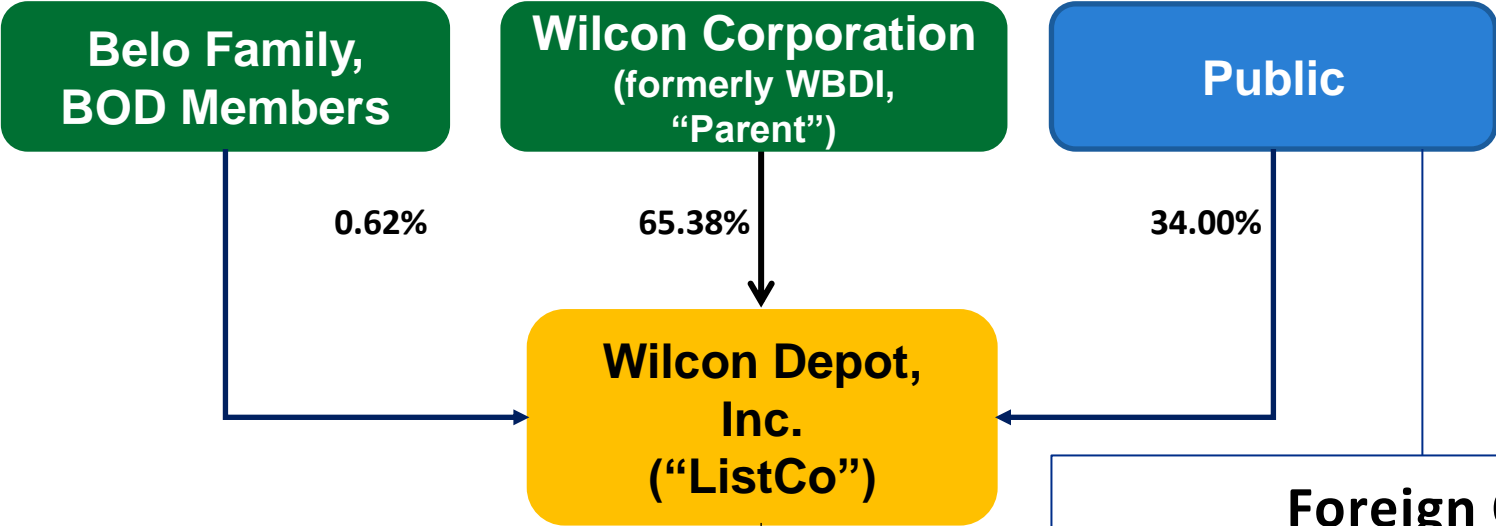 Belo Family,
BOD Members
Wilcon Corporation
(formerly WBDI,
“Parent”)
Public
0.62%
65.38%
34.00%
Wilcon Depot,
Inc.
(“ListCo”)
Foreign